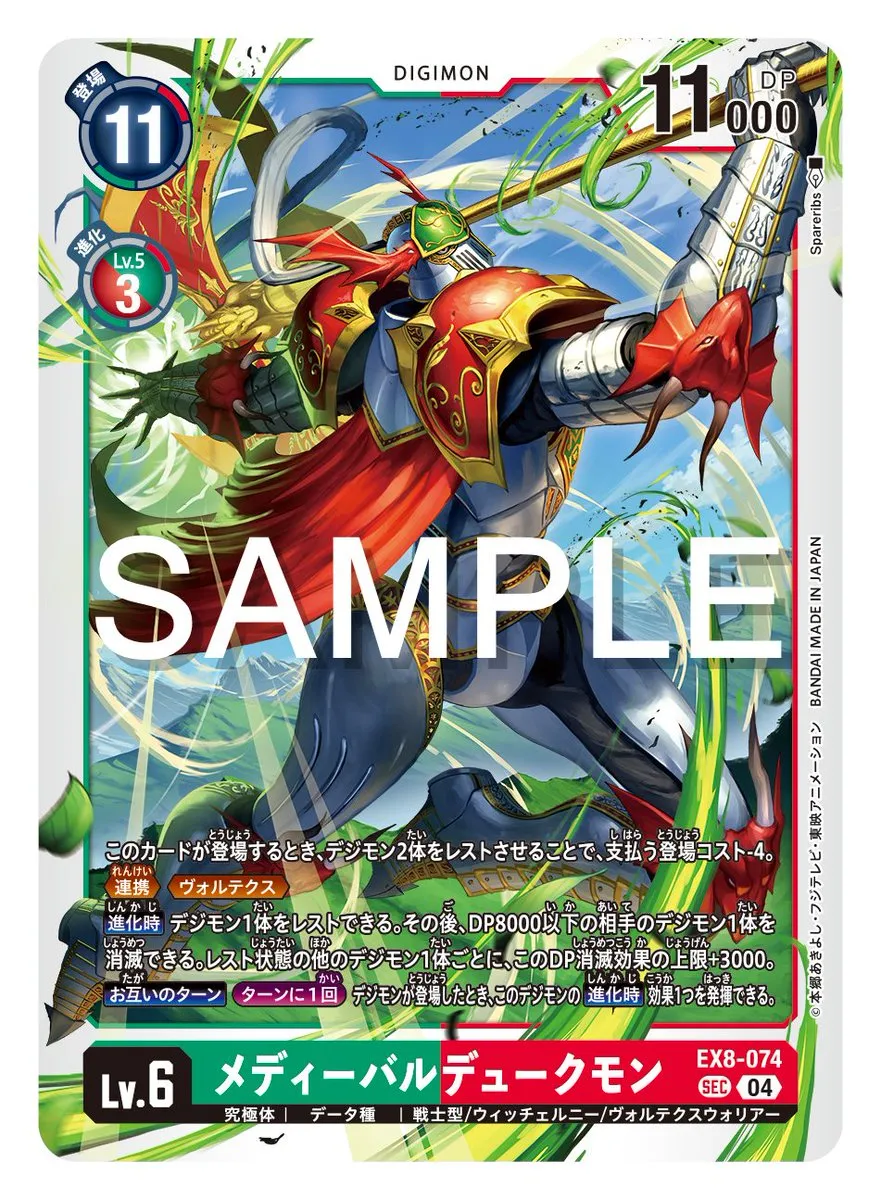 DIGIMON
登場
11
11000
DP
進化
Lv.5
3
Spareribs
SAMPLE
このカードが登場するとき、デジモン2体をレストさせることで、支払う登場コスト-4。
連携 ヴォルテクス
進化時 デジモン1体をレストできる。その後、DP8000以下の相手のデジモン1体を
消滅できる。レスト状態の他のデジモン1体ごとに、このDP消滅効果の上限+3000。
お互いのターン ターンに1回 デジモンが登場したとき、このデジモンの 進化時 効果1つを発揮できる。
©本郷あきよし・フジテレビ・東映アニメーション BANDAI MADE IN JAPAN
Lv.6
メディーバルデュークモン
EX8-074
SEC 04
究極体 | データ種 | 戦士型/ウィッチェルニー/ヴォルテクスウォリアー